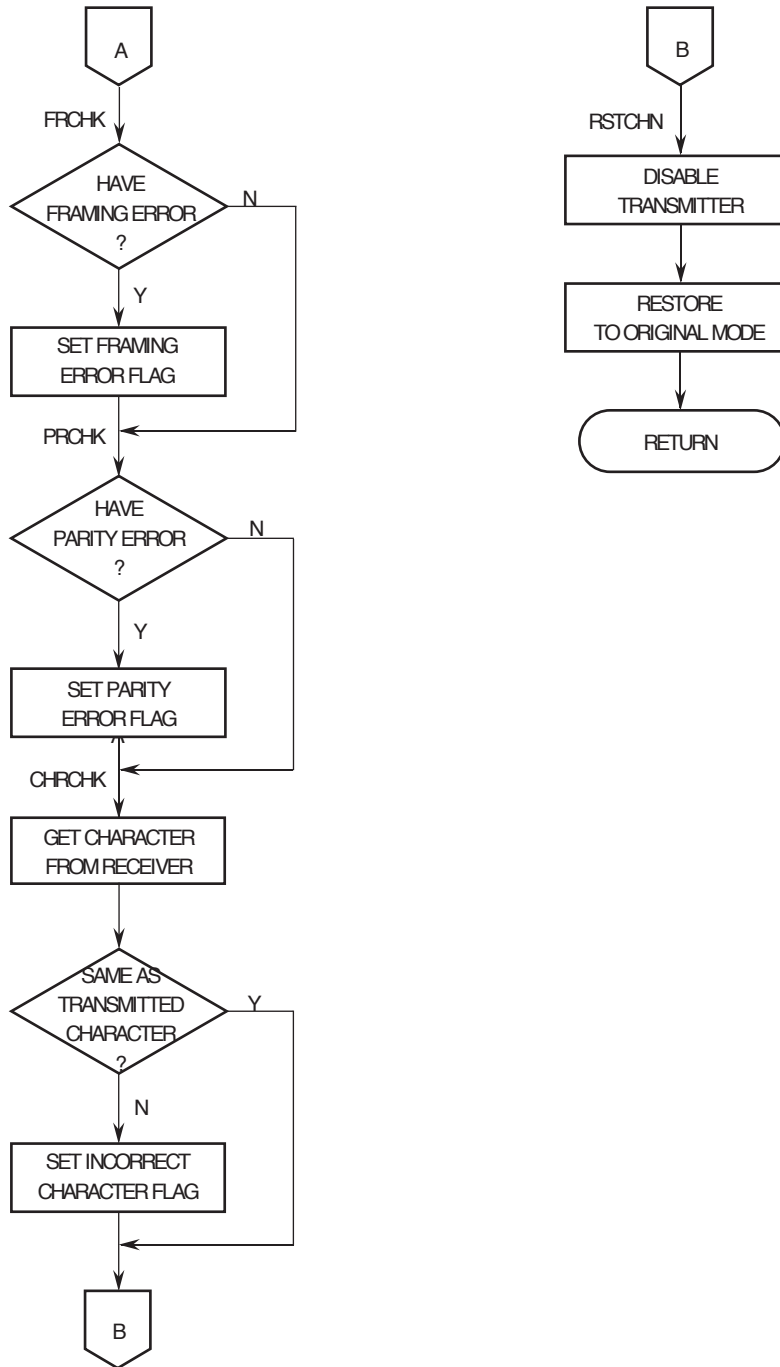 A
FRCHK
HAVE
FRAMING ERROR
?
N
Y
SET FRAMING
ERROR FLAG
PRCHK
HAVE
PARITY ERROR
?
N
Y
SET PARITY
ERROR FLAG
CHRCHK
GET CHARACTER
FROM RECEIVER
SAME AS
TRANSMITTED
CHARACTER
?
Y
N
SET INCORRECT
CHARACTER FLAG
B
B
RSTCHN
DISABLE
TRANSMITTER
RESTORE
TO ORIGINAL MODE
RETURN